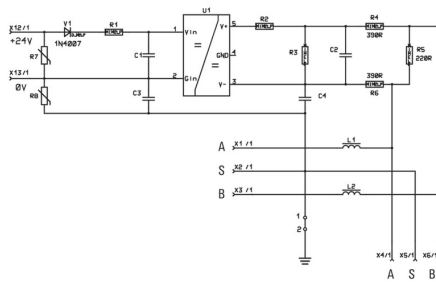 X12/1
+24V
V1
1N4007
R1
R7
C1
X13/1
0V
R8
C3
U1
1
Vin
2
Gin
V+
5
GND
4
V-
3
R2
R3
C2
C4
R4
390R
R5
220R
390R
R6
A
X1/1
L1
S
X2/1
B
X3/1
L2
1
2
X4/1
X5/1
X6/1
A
S
B